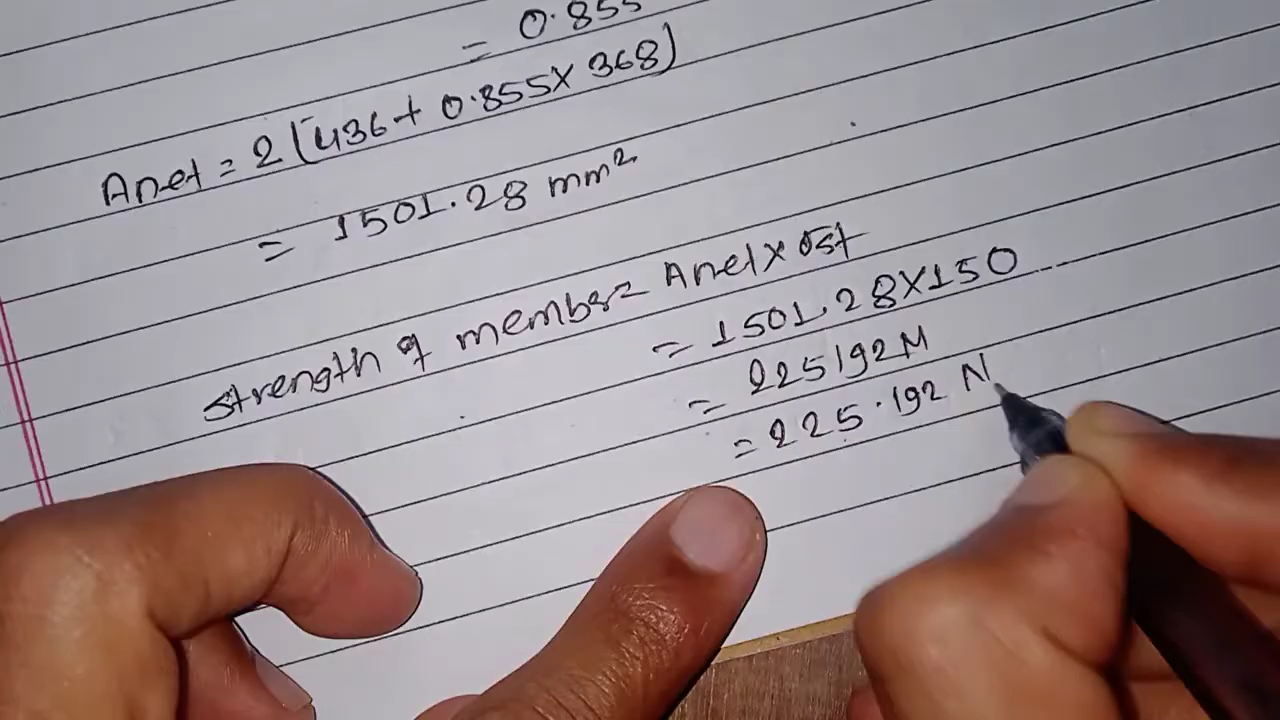 = 0.855
Anet = 2 (436 + 0.855 X 368)
= 1501.28 mm²
Strength of member = Anet X σst
= 1501.28 X 150
= 225192 N
= 225.192 N